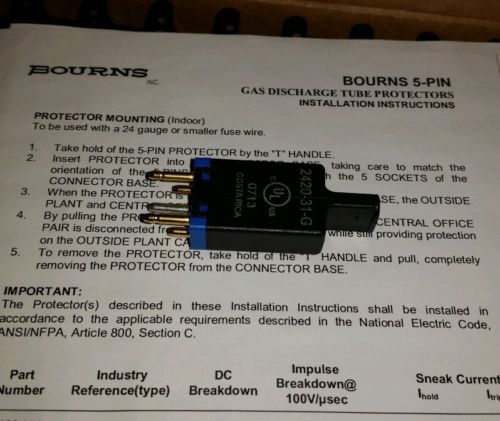 BOURNS INC.
BOURNS 5-PIN
GAS DISCHARGE TUBE PROTECTORS
INSTALLATION INSTRUCTIONS
PROTECTOR MOUNTING (Indoor)
To be used with a 24 gauge or smaller fuse wire.
1. Take hold of the 5-PIN PROTECTOR by the "T" HANDLE.
2. Insert PROTECTOR into taking care to match the
orientation of the the 5 SOCKETS of the
CONNECTOR BASE.
3. When the PROTECTOR is SE, the OUTSIDE
PLANT and
4. By pulling the CENTRAL OFFICE
PAIR is disconnected while still providing protection
on the OUTSIDE PLANT
5. To remove the PROTECTOR, take hold of the "T" HANDLE and pull, completely
removing the PROTECTOR from the CONNECTOR BASE.
2420-31-G
C UL US
0713
COSTA RICA
IMPORTANT:
The Protector(s) described in these Installation Instructions shall be installed in
accordance to the applicable requirements described in the National Electric Code,
ANSI/NFPA, Article 800, Section C.
Part Industry DC Impulse Sneak Current
Number Reference(type) Breakdown Breakdown@ Ihold Itrip
100V/µsec